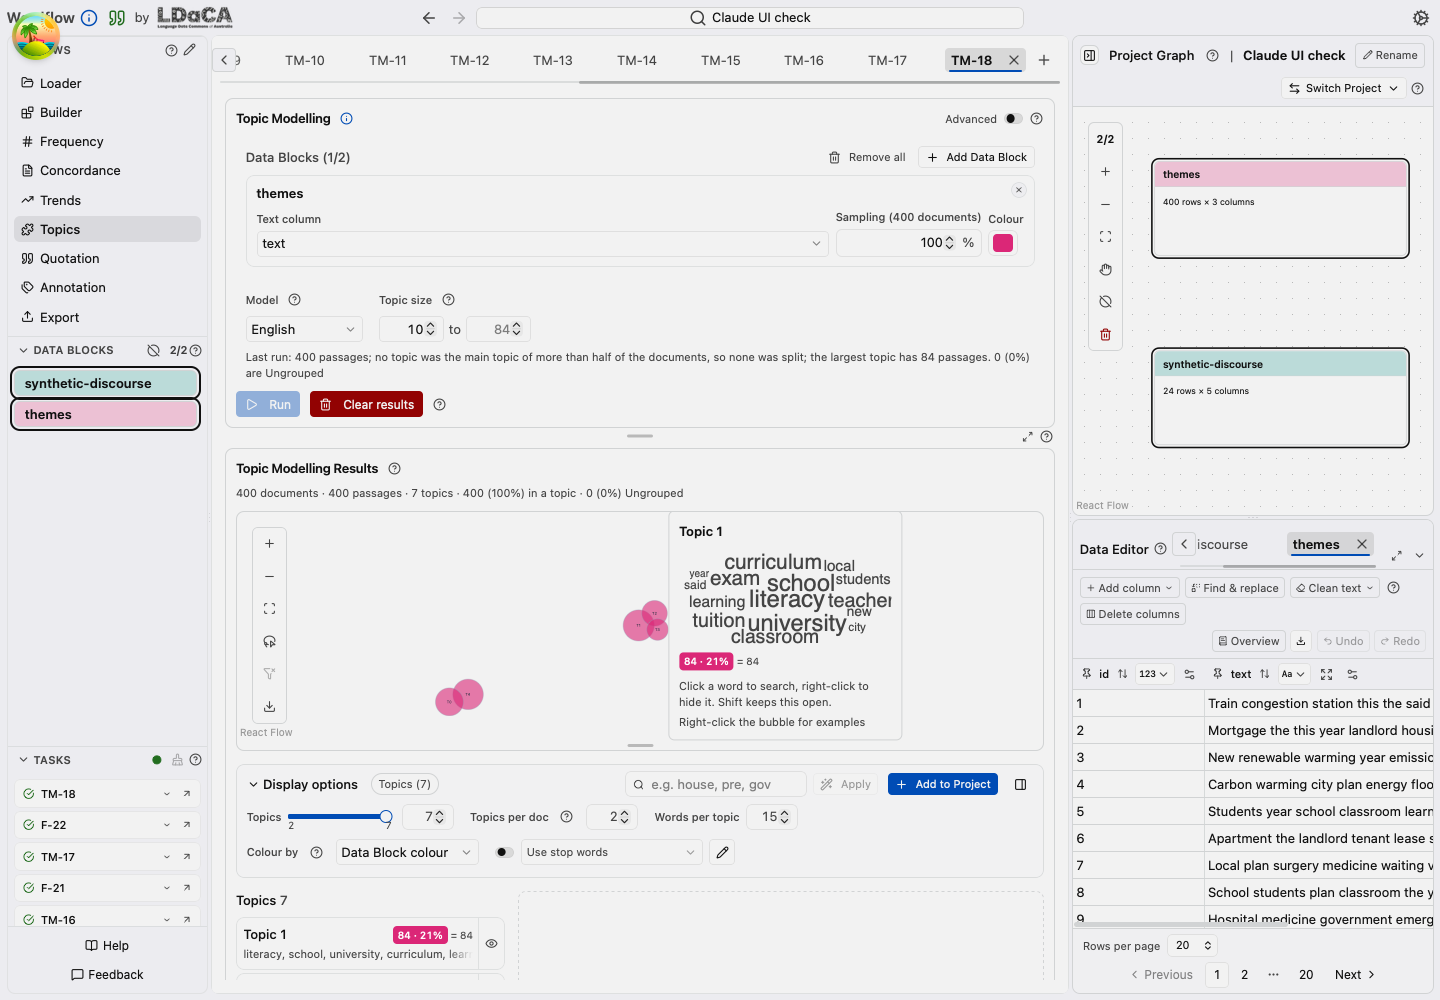 by LDaCA
Language Data Commons of Australia
Claude UI check
Loader
Builder
Frequency
Concordance
Trends
Topics
Quotation
Annotation
Export
DATA BLOCKS 2/2
synthetic-discourse
themes
TASKS
TM-18
F-22
TM-17
F-21
TM-16
Help
Feedback
TM-10 TM-11 TM-12 TM-13 TM-14 TM-15 TM-16 TM-17 TM-18
Topic Modelling
Advanced
Data Blocks (1/2)
Remove all
Add Data Block
themes
Text column
Sampling (400 documents) Colour
text
100 %
Model
Topic size
English
10 to 84
Last run: 400 passages; no topic was the main topic of more than half of the documents, so none was split; the largest topic has 84 passages. 0 (0%)
are Ungrouped
Run
Clear results
Topic Modelling Results
400 documents · 400 passages · 7 topics · 400 (100%) in a topic · 0 (0%) Ungrouped
Topic 1
curriculum local
year
said exam school students
learning literacy teacher
tuition university new
city
classroom
84 · 21% = 84
Click a word to search, right-click to
hide it. Shift keeps this open.
Right-click the bubble for examples
React Flow
Display options
Topics (7)
e.g. house, pre, gov
Apply
Add to Project
Topics
2 7
7
Topics per doc
2
Words per topic
15
Colour by
Data Block colour
Use stop words
Topics 7
Topic 1
84 · 21% = 84
literacy, school, university, curriculum,
Project Graph | Claude UI check
Rename
Switch Project
2/2
themes
400 rows × 3 columns
synthetic-discourse
24 rows × 5 columns
React Flow
Data Editor
iscourse
themes
Add column
Find & replace
Clean text
Delete columns
Overview
Undo
Redo
id 123 text Aa
1 Train congestion station this the said
2 Mortgage the this year landlord housi
3 New renewable warming year emissic
4 Carbon warming city plan energy floo
5 Students year school classroom learn
6 Apartment the landlord tenant lease s
7 Local plan surgery medicine waiting v
8 School students plan classroom the y
9 Hospital medicine government emerg
Rows per page 20
Previous 1 2 ••• 20 Next